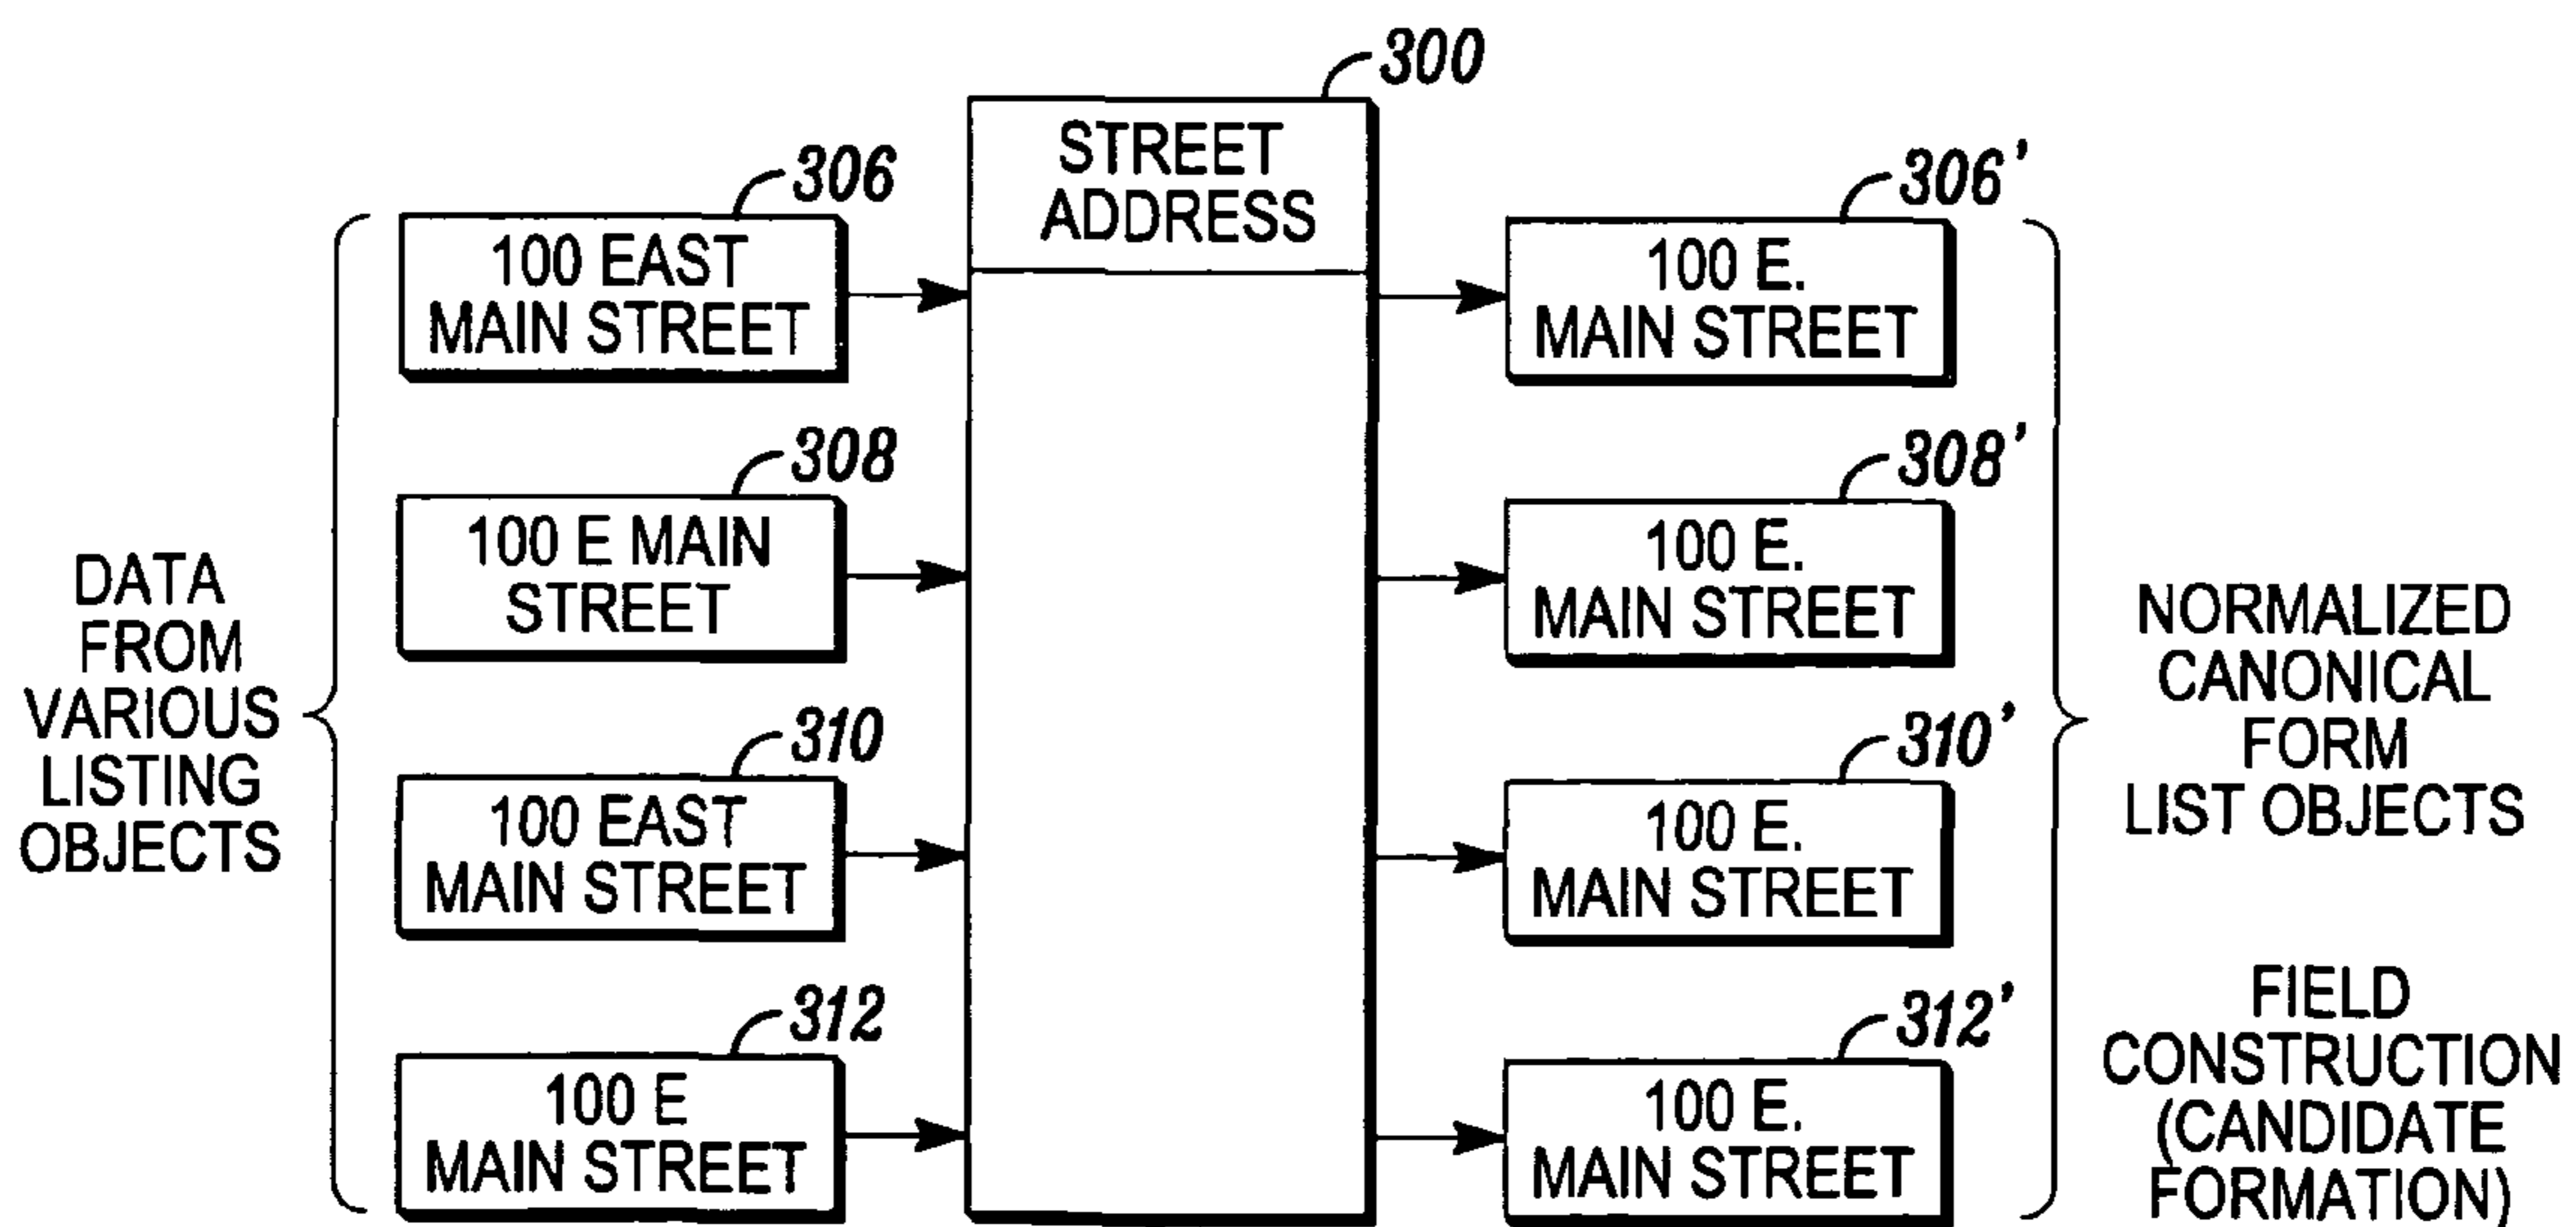 300
STREET
ADDRESS
DATA
FROM
VARIOUS
LISTING
OBJECTS
306
100 EAST
MAIN STREET
308
100 E MAIN
STREET
310
100 EAST
MAIN STREET
312
100 E
MAIN STREET
306'
100 E.
MAIN STREET
308'
100 E.
MAIN STREET
310'
100 E.
MAIN STREET
312'
100 E.
MAIN STREET
NORMALIZED
CANONICAL
FORM
LIST OBJECTS
FIELD
CONSTRUCTION
(CANDIDATE
FORMATION)